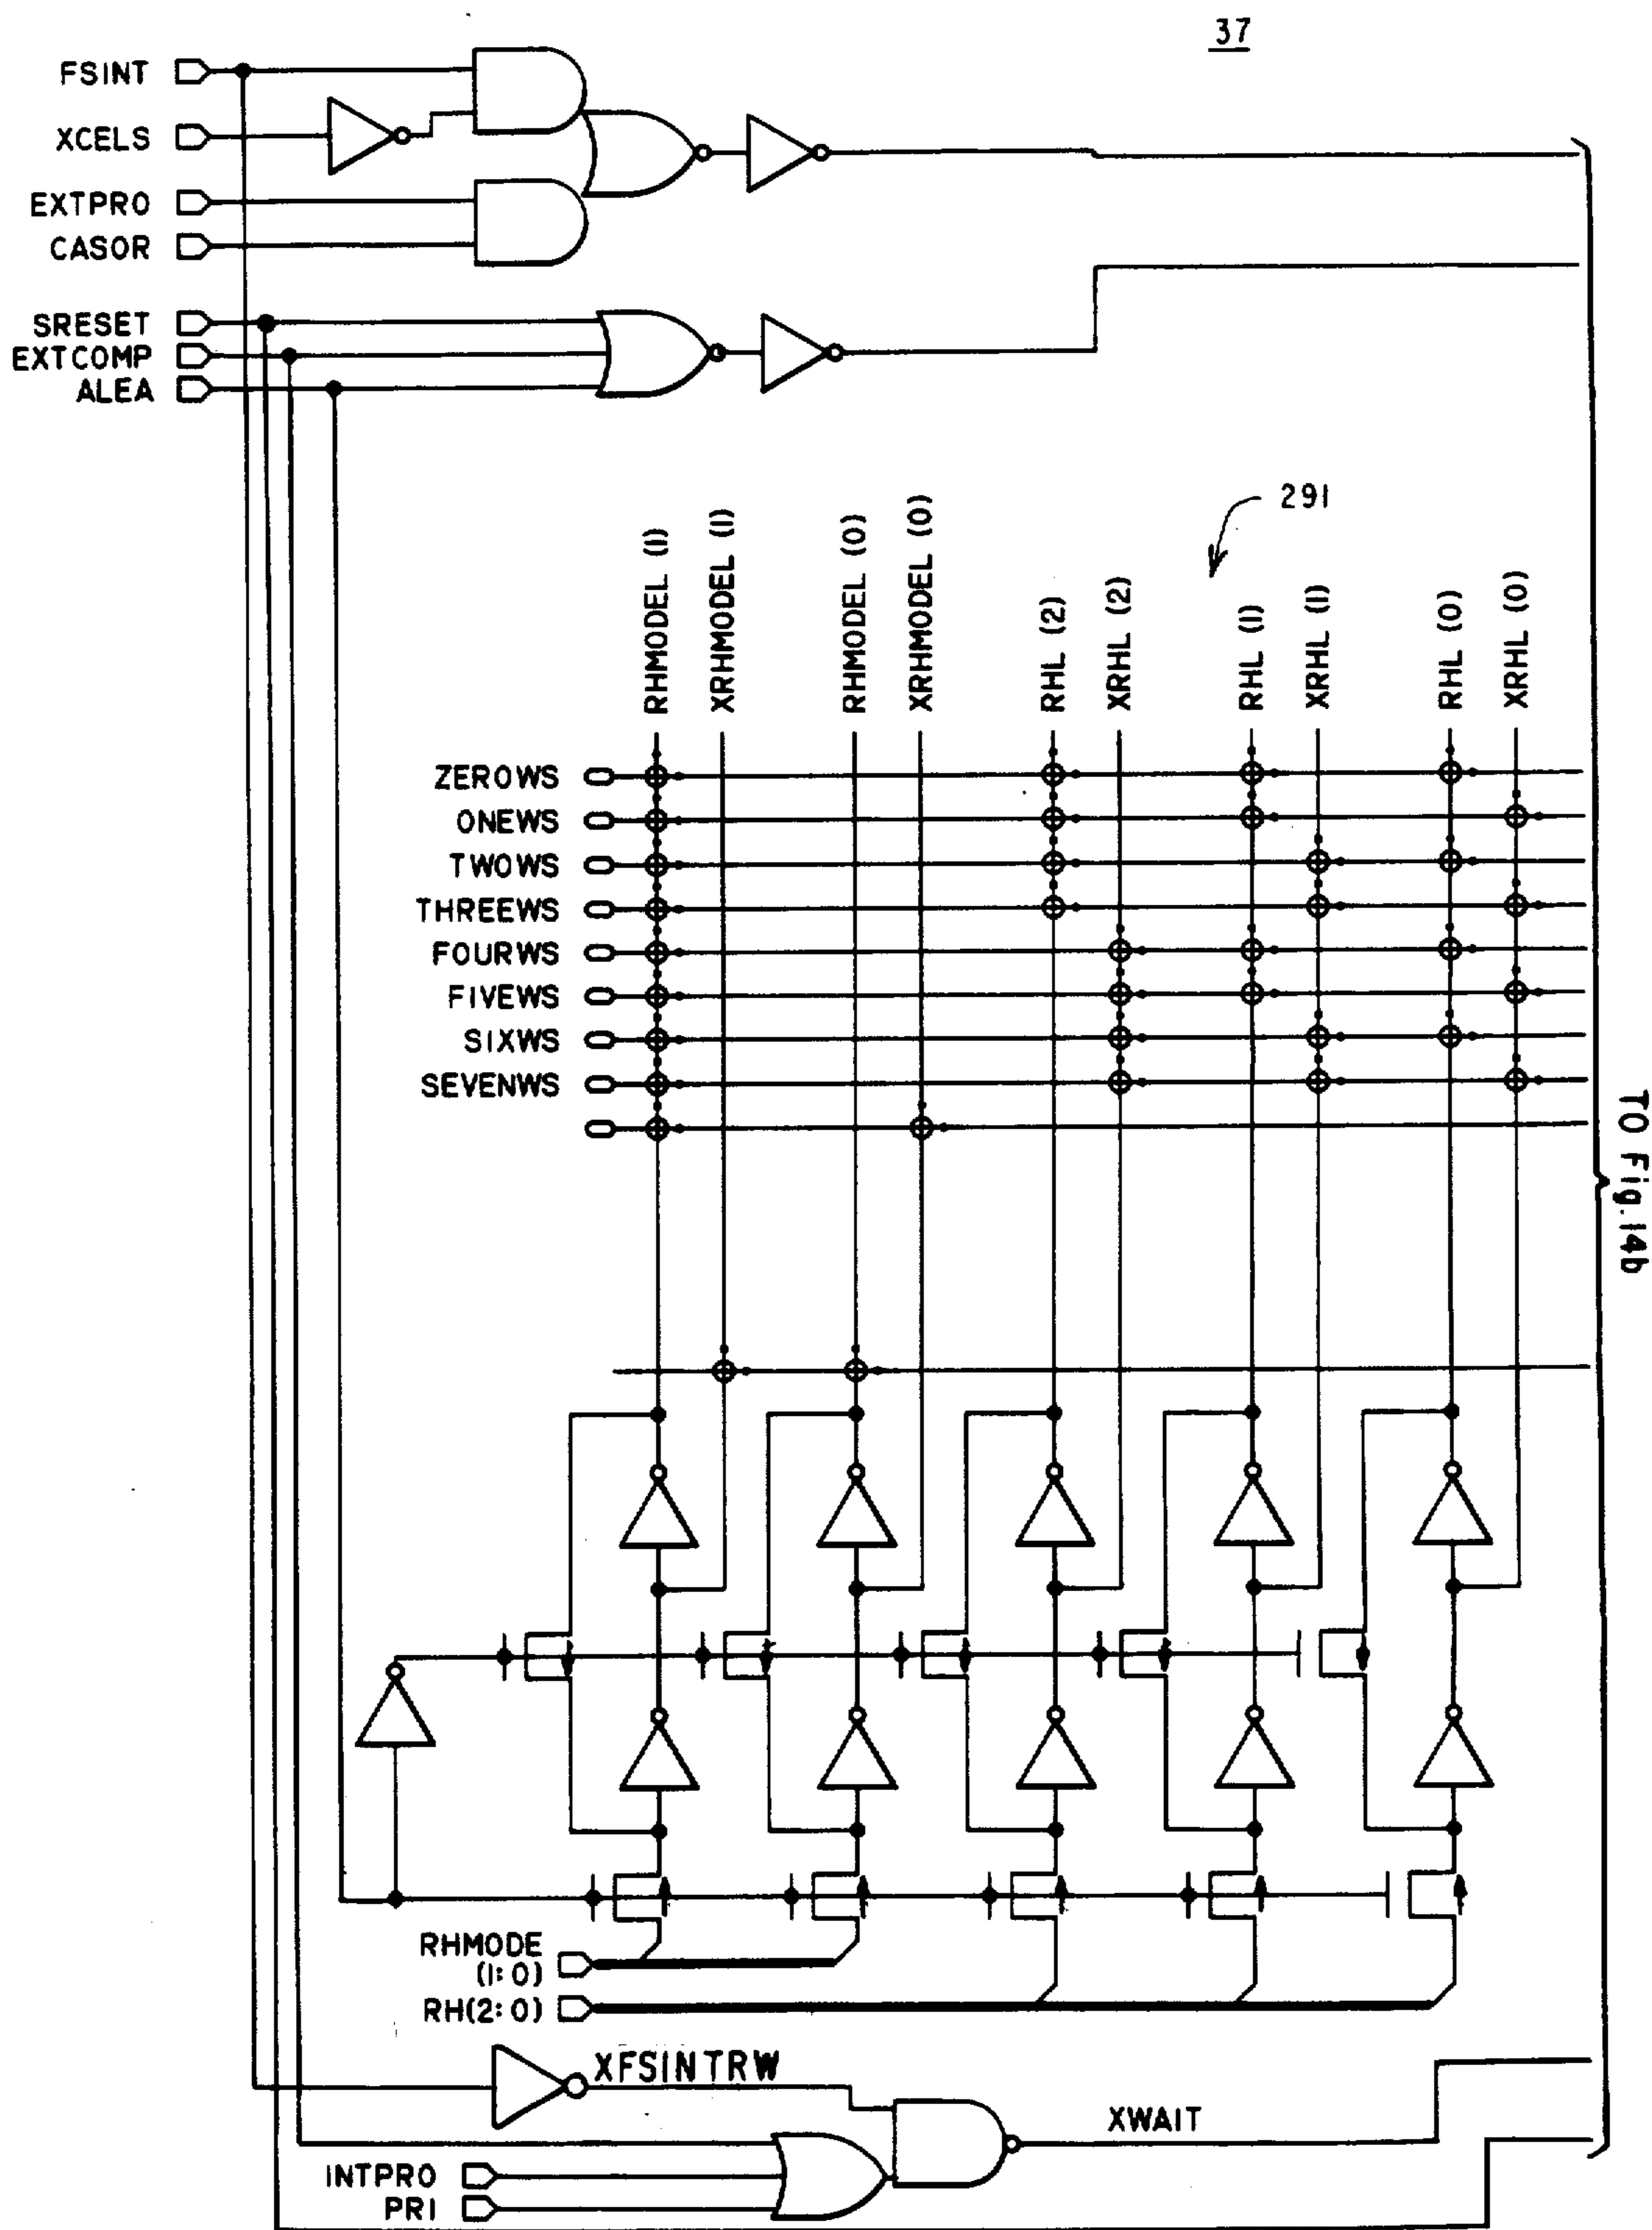 37
FSINT
XCELS
EXTPRO
CASOR
SRESET
EXTCOMP
ALEA
291
RHMODEL (1)
XRHMODEL (1)
RHMODEL (0)
XRHMODEL (0)
RHL (2)
XRHL (2)
RHL (1)
XRHL (1)
RHL (0)
XRHL (0)
ZEROWS
ONEWS
TWOWS
THREEWS
FOURWS
FIVEWS
SIXWS
SEVENWS
TO Fig. 14b
RHMODE
(1:0)
RH(2:0)
XFSINTRW
XWAIT
INTPRO
PRI